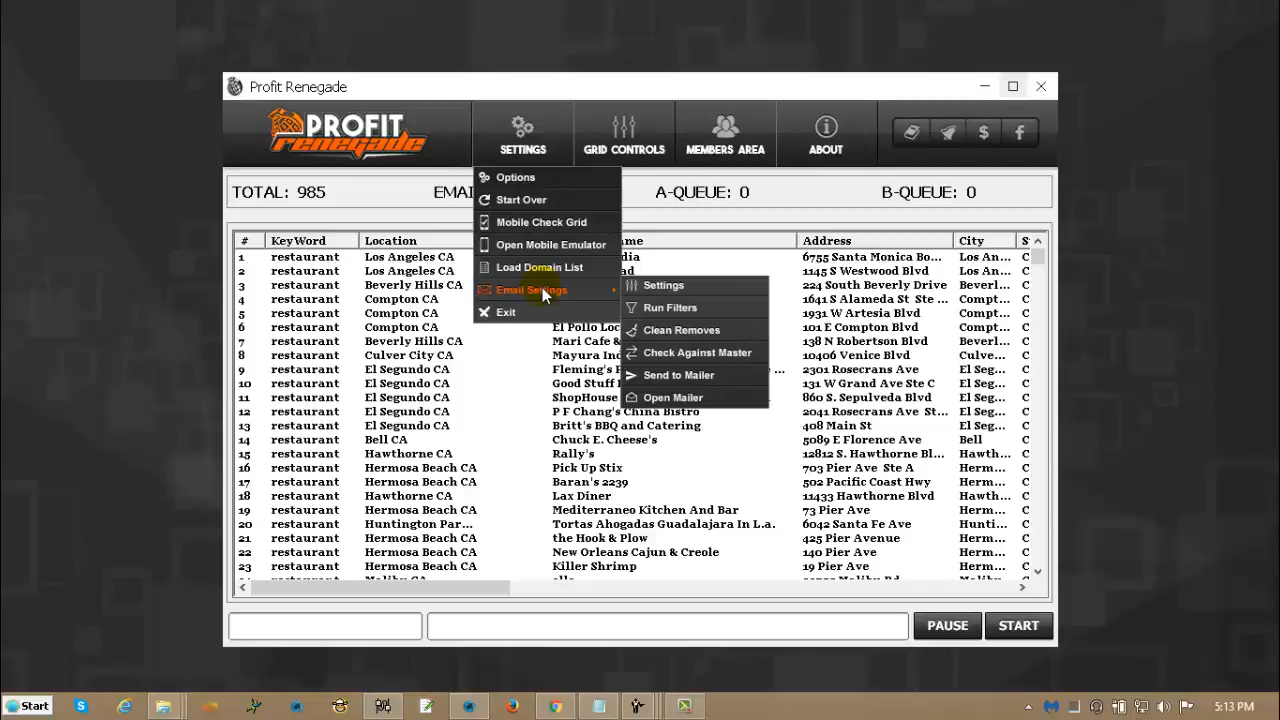 Profit Renegade
PROFIT renegade
SETTINGS
GRID CONTROLS
MEMBERS AREA
ABOUT
TOTAL: 985 EMAI A-QUEUE: 0 B-QUEUE: 0
Options
Start Over
Mobile Check Grid
Open Mobile Emulator
Load Domain List
Email Settings
Exit
Settings
Run Filters
Clean Removes
Check Against Master
Send to Mailer
Open Mailer
# KeyWord Location ame Address City S
1 restaurant Los Angeles CA dia 6755 Santa Monica Bo... Los An... C
2 restaurant Los Angeles CA ad 1145 S Westwood Blvd Los An... C
3 restaurant Beverly Hills CA 224 South Beverly Drive Beverl... C
4 restaurant Compton CA 1641 S Alameda St Ste ... Compt... C
5 restaurant Compton CA 1931 W Artesia Blvd Compt... C
6 restaurant Compton CA El Pollo Loc 1101 E Compton Blvd Compt... C
7 restaurant Beverly Hills CA Mari Cafe & 138 N Robertson Blvd Beverl... C
8 restaurant Culver City CA Mayura Ind 10406 Venice Blvd Culve... C
9 restaurant El Segundo CA Fleming's ... 2301 Rosecrans Ave El Seg... C
10 restaurant El Segundo CA Good Stuff 131 W Grand Ave Ste C El Seg... C
11 restaurant El Segundo CA ShopHouse 860 S. Sepulveda Blvd El Seg... C
12 restaurant El Segundo CA P F Chang's China Bistro 2041 Rosecrans Ave St... El Seg... C
13 restaurant El Segundo CA Britt's BBQ and Catering 408 Main St El Seg... C
14 restaurant Bell CA Chuck E. Cheese's 5089 E Florence Ave Bell C
15 restaurant Hawthorne CA Rally's 12812 S. Hawthorne Bl... Hawth... C
16 restaurant Hermosa Beach CA Pick Up Stix 703 Pier Ave Ste A Herm... C
17 restaurant Hermosa Beach CA Baran's 2239 502 Pacific Coast Hwy Herm... C
18 restaurant Hawthorne CA Lax Diner 11433 Hawthorne Blvd Hawth... C
19 restaurant Hermosa Beach CA Mediterraneo Kitchen And Bar 73 Pier Ave Herm... C
20 restaurant Huntington Par... Tortas Ahogadas Guadalajara In L.a. 6042 Santa Fe Ave Hunti... C
21 restaurant Hermosa Beach CA the Hook & Plow 425 Pier Avenue Herm... C
22 restaurant Hermosa Beach CA New Orleans Cajun & Creole 140 Pier Ave Herm... C
23 restaurant Hermosa Beach CA Killer Shrimp 19 Pier Ave Herm... C
PAUSE
START
Start
5:13 PM